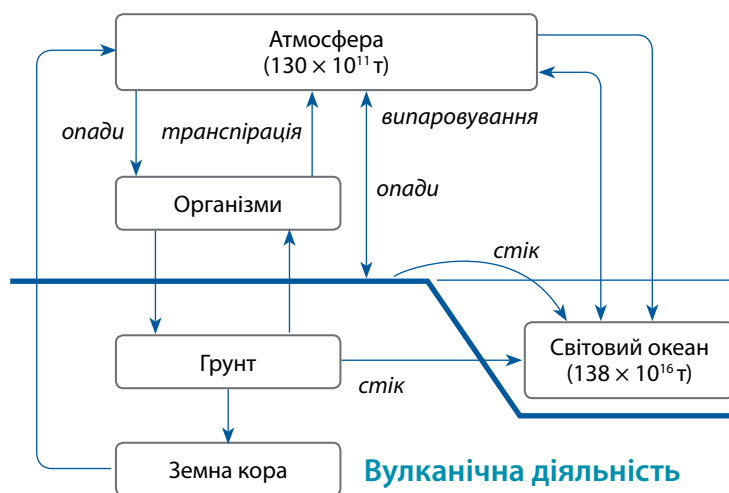 Атмосфера
(130 × 10¹¹ т)
опади
транспірація
випаровування
Організми
опади
стік
Грунт
стік
Світовий океан
(138 × 10¹⁶ т)
Земна кора
Вулканічна діяльність